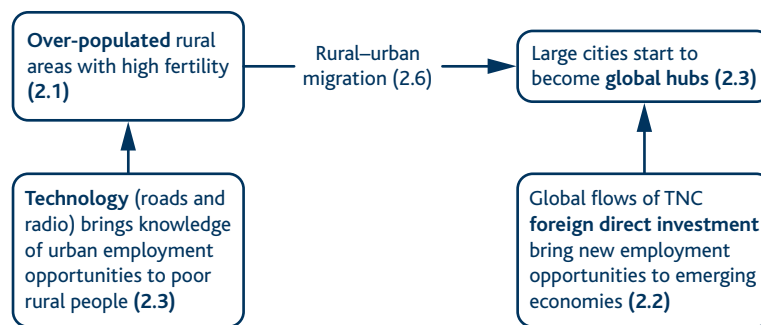 Over-populated rural
areas with high fertility
(2.1)
Rural–urban
migration (2.6)
Large cities start to
become global hubs (2.3)
Technology (roads and
radio) brings knowledge
of urban employment
opportunities to poor
rural people (2.3)
Global flows of TNC
foreign direct investment
bring new employment
opportunities to emerging
economies (2.2)